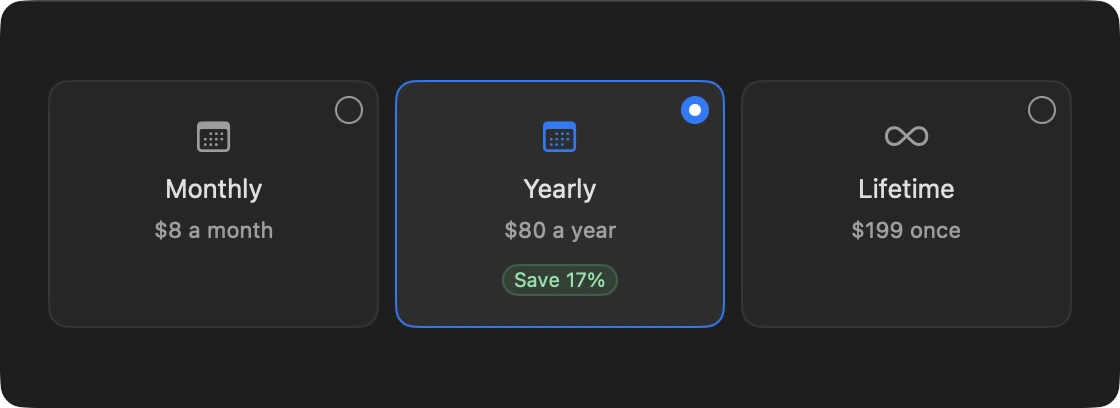 Monthly
$8 a month
Yearly
$80 a year
Save 17%
Lifetime
$199 once